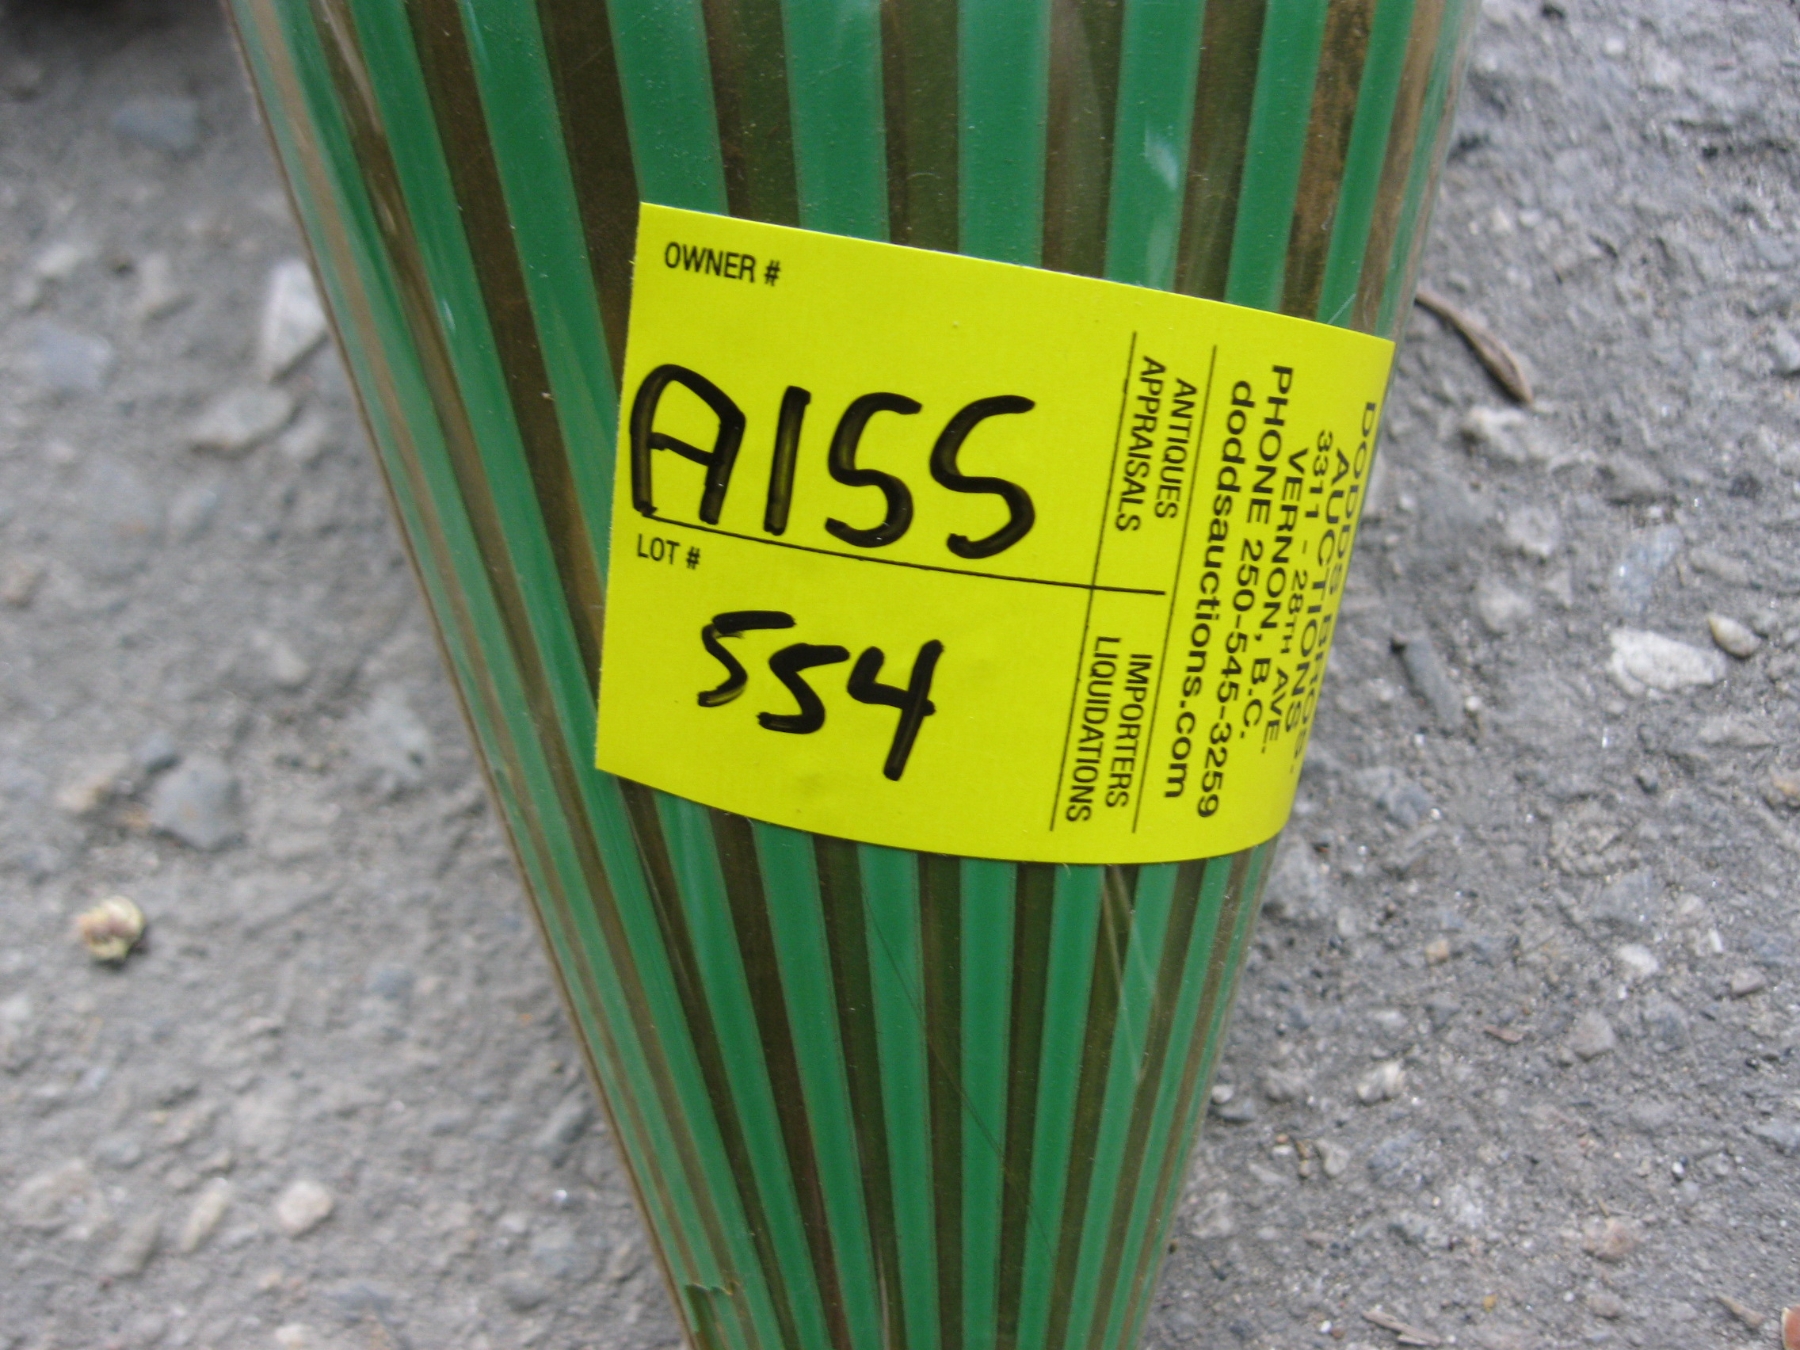 OWNER #
A155
LOT #
554
ANTIQUES
APPRAISALS
IMPORTERS
LIQUIDATIONS
DODDS BROS.
AUCTIONS
3311 - 28TH AVE.
VERNON, B.C.
PHONE 250-545-3259
doddsauctions.com